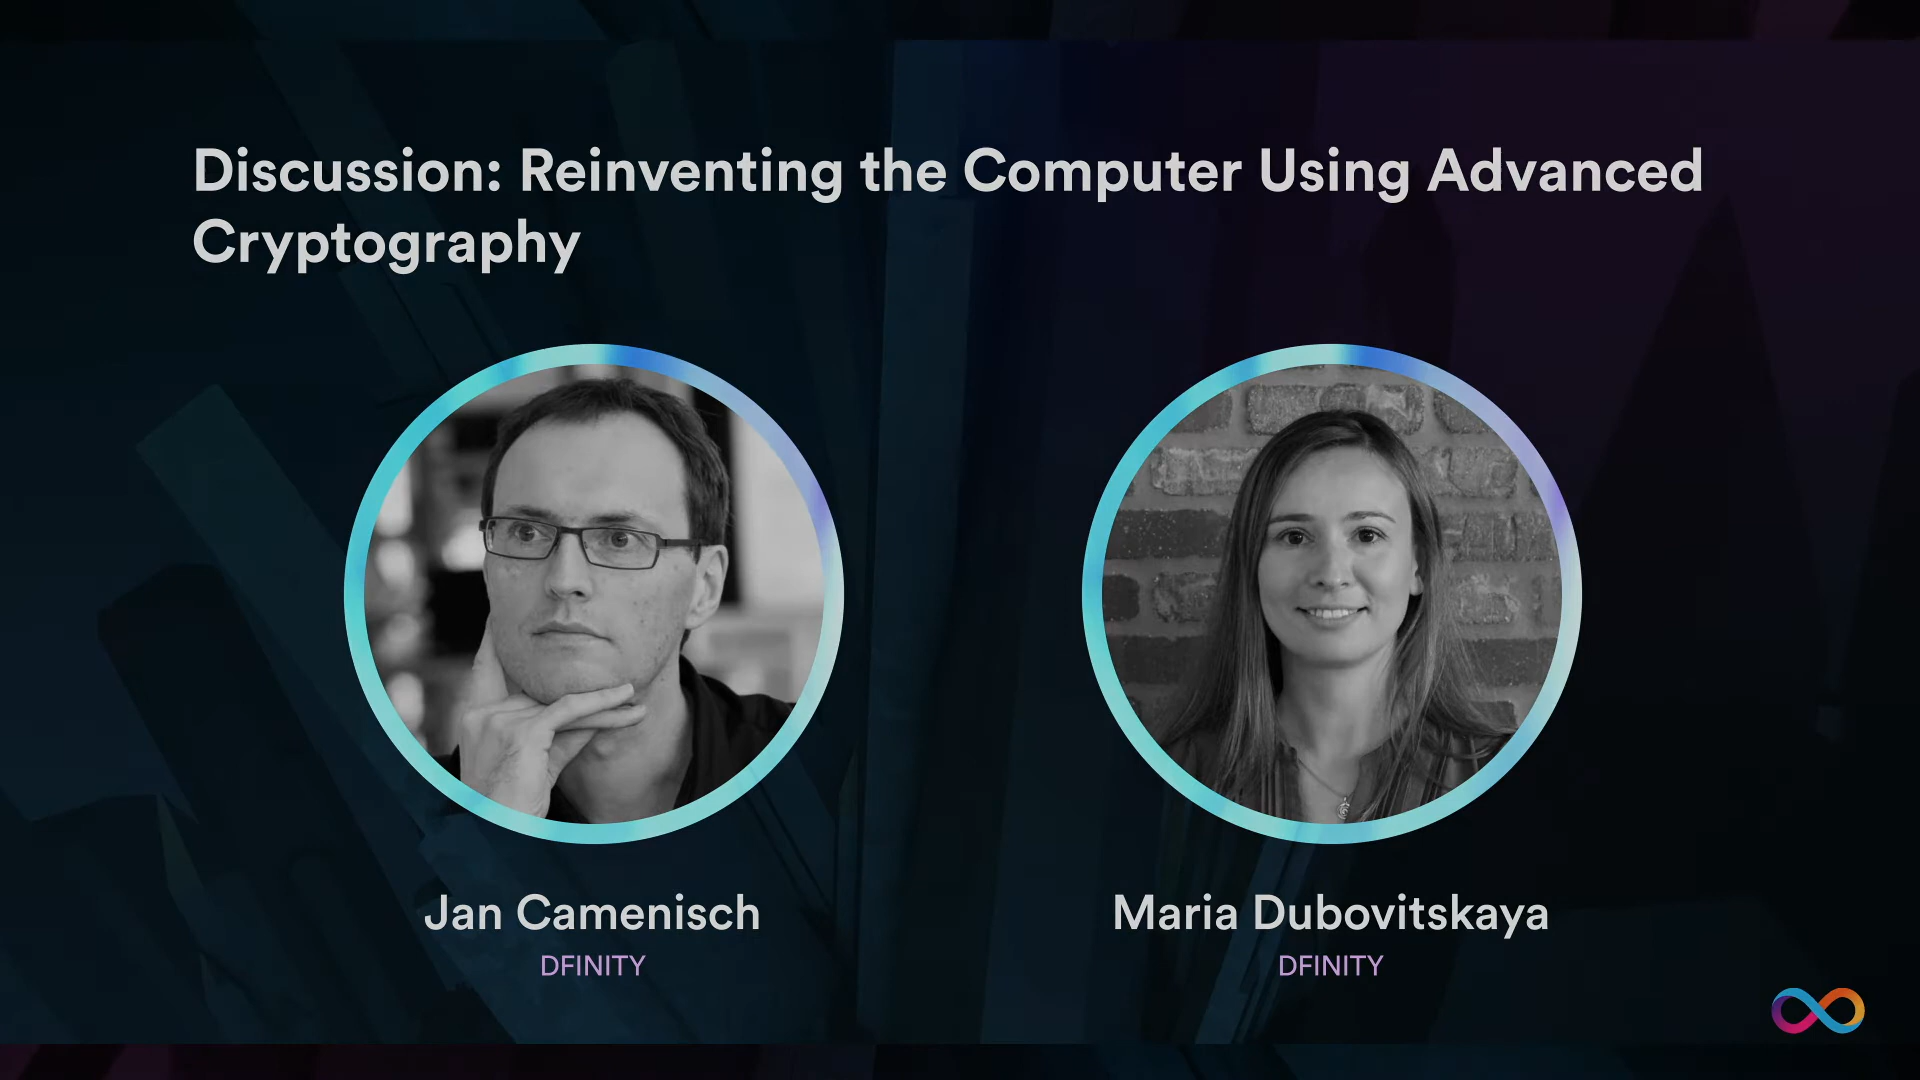 Discussion: Reinventing the Computer Using Advanced
Cryptography
Jan Camenisch
DFINITY
Maria Dubovitskaya
DFINITY